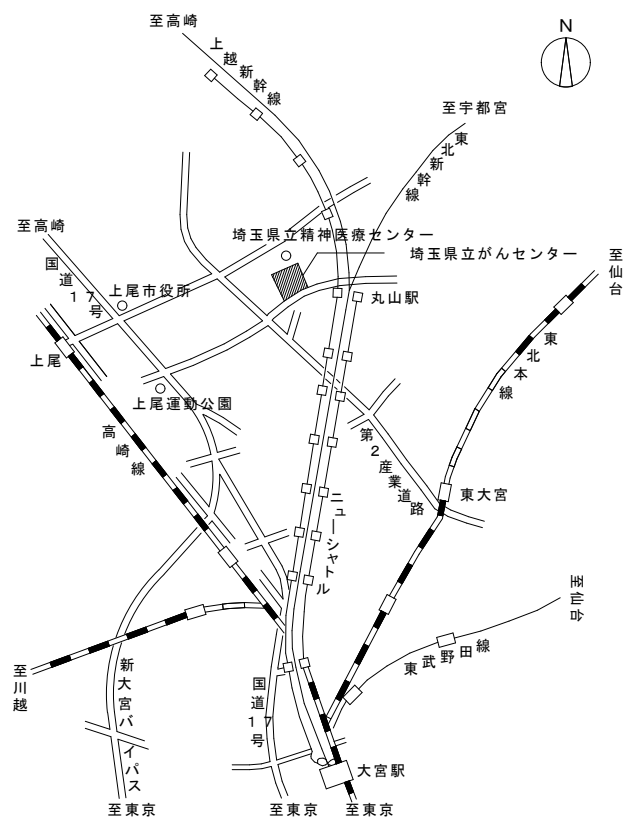 至高崎
N
上越新幹線
至宇都宮
東北新幹線
至高崎
埼玉県立精神医療センター
埼玉県立がんセンター
至仙台
国道17号
上尾市役所
丸山駅
上尾
東北本線
上尾運動公園
高崎線
第2産業道路
東大宮
ニューシャトル
至仙台
東武野田線
至川越
新大宮バイパス
国道17号
大宮駅
至東京
至東京
至東京